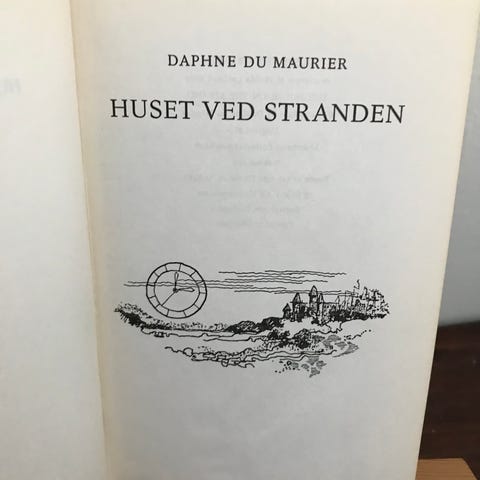 DAPHNE DU MAURIER
HUSET VED STRANDEN